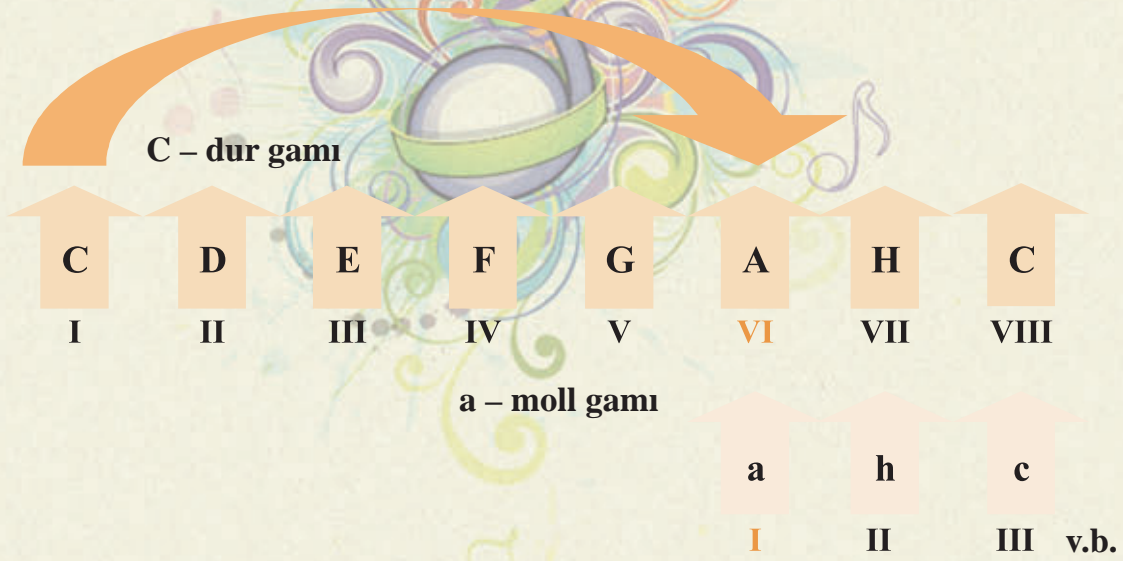 C – dur gamı
C D E F G A H C
I II III IV V VI VII VIII
a – moll gamı
a h c
I II III v.b.